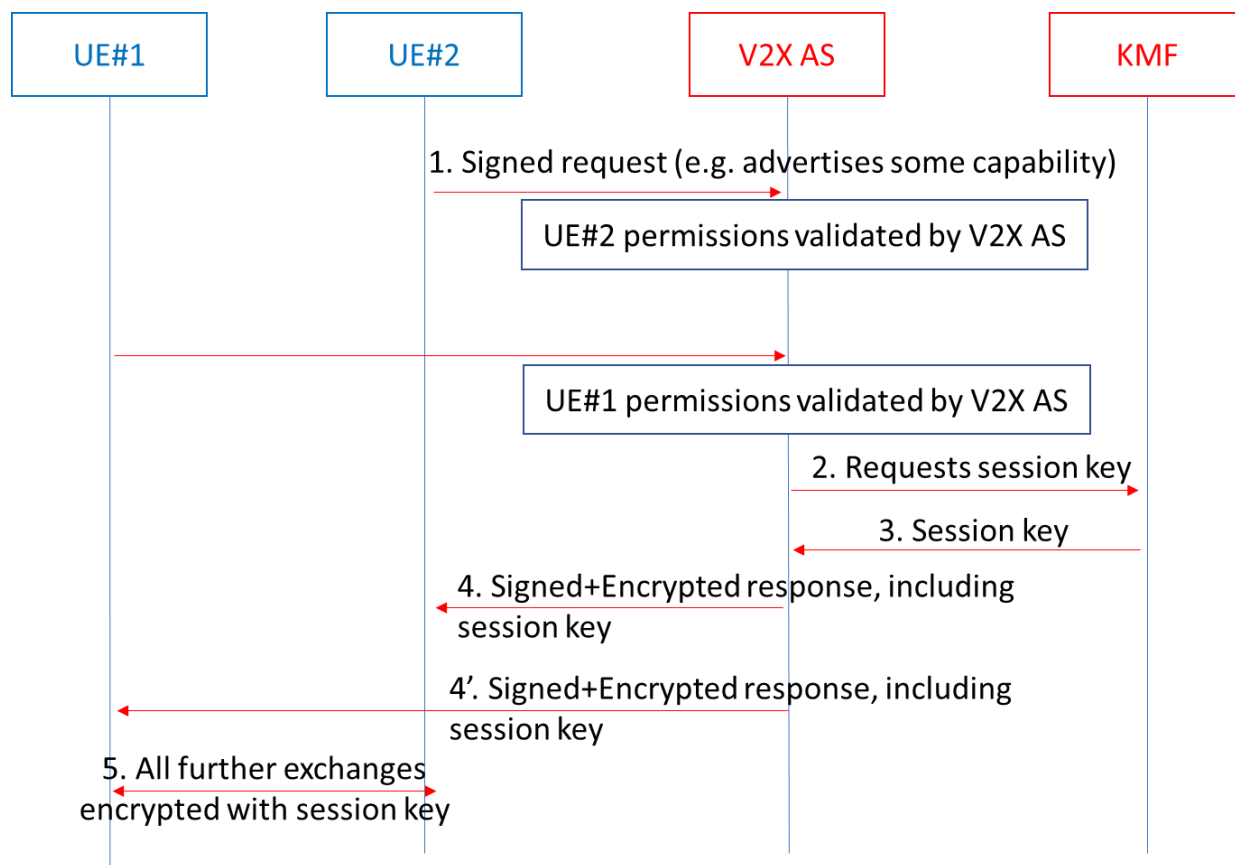 UE#1
UE#2
V2X AS
KMF
1. Signed request (e.g. advertises some capability)
UE#2 permissions validated by V2X AS
UE#1 permissions validated by V2X AS
2. Requests session key
3. Session key
4. Signed+Encrypted response, including
session key
4’. Signed+Encrypted response, including
session key
5. All further exchanges
encrypted with session key